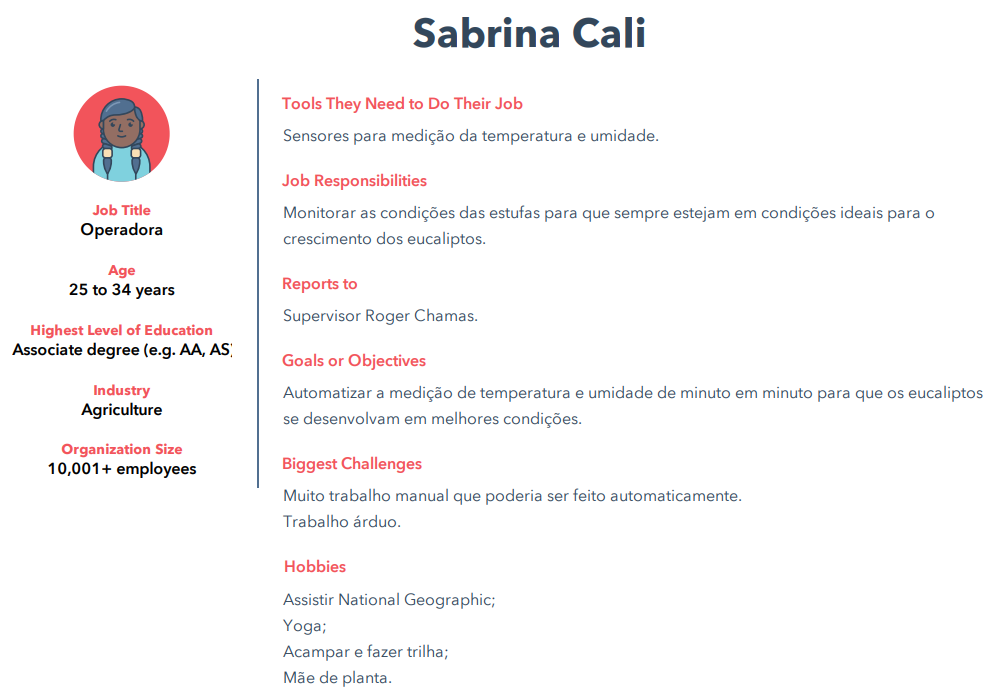 Sabrina Cali
Job Title
Operadora
Age
25 to 34 years
Highest Level of Education
Associate degree (e.g. AA, AS)
Industry
Agriculture
Organization Size
10,001+ employees
Tools They Need to Do Their Job
Sensores para medição da temperatura e umidade.
Job Responsibilities
Monitorar as condições das estufas para que sempre estejam em condições ideais para o
crescimento dos eucaliptos.
Reports to
Supervisor Roger Chamas.
Goals or Objectives
Automatizar a medição de temperatura e umidade de minuto em minuto para que os eucaliptos
se desenvolvam em melhores condições.
Biggest Challenges
Muito trabalho manual que poderia ser feito automaticamente.
Trabalho árduo.
Hobbies
Assistir National Geographic;
Yoga;
Acampar e fazer trilha;
Mãe de planta.